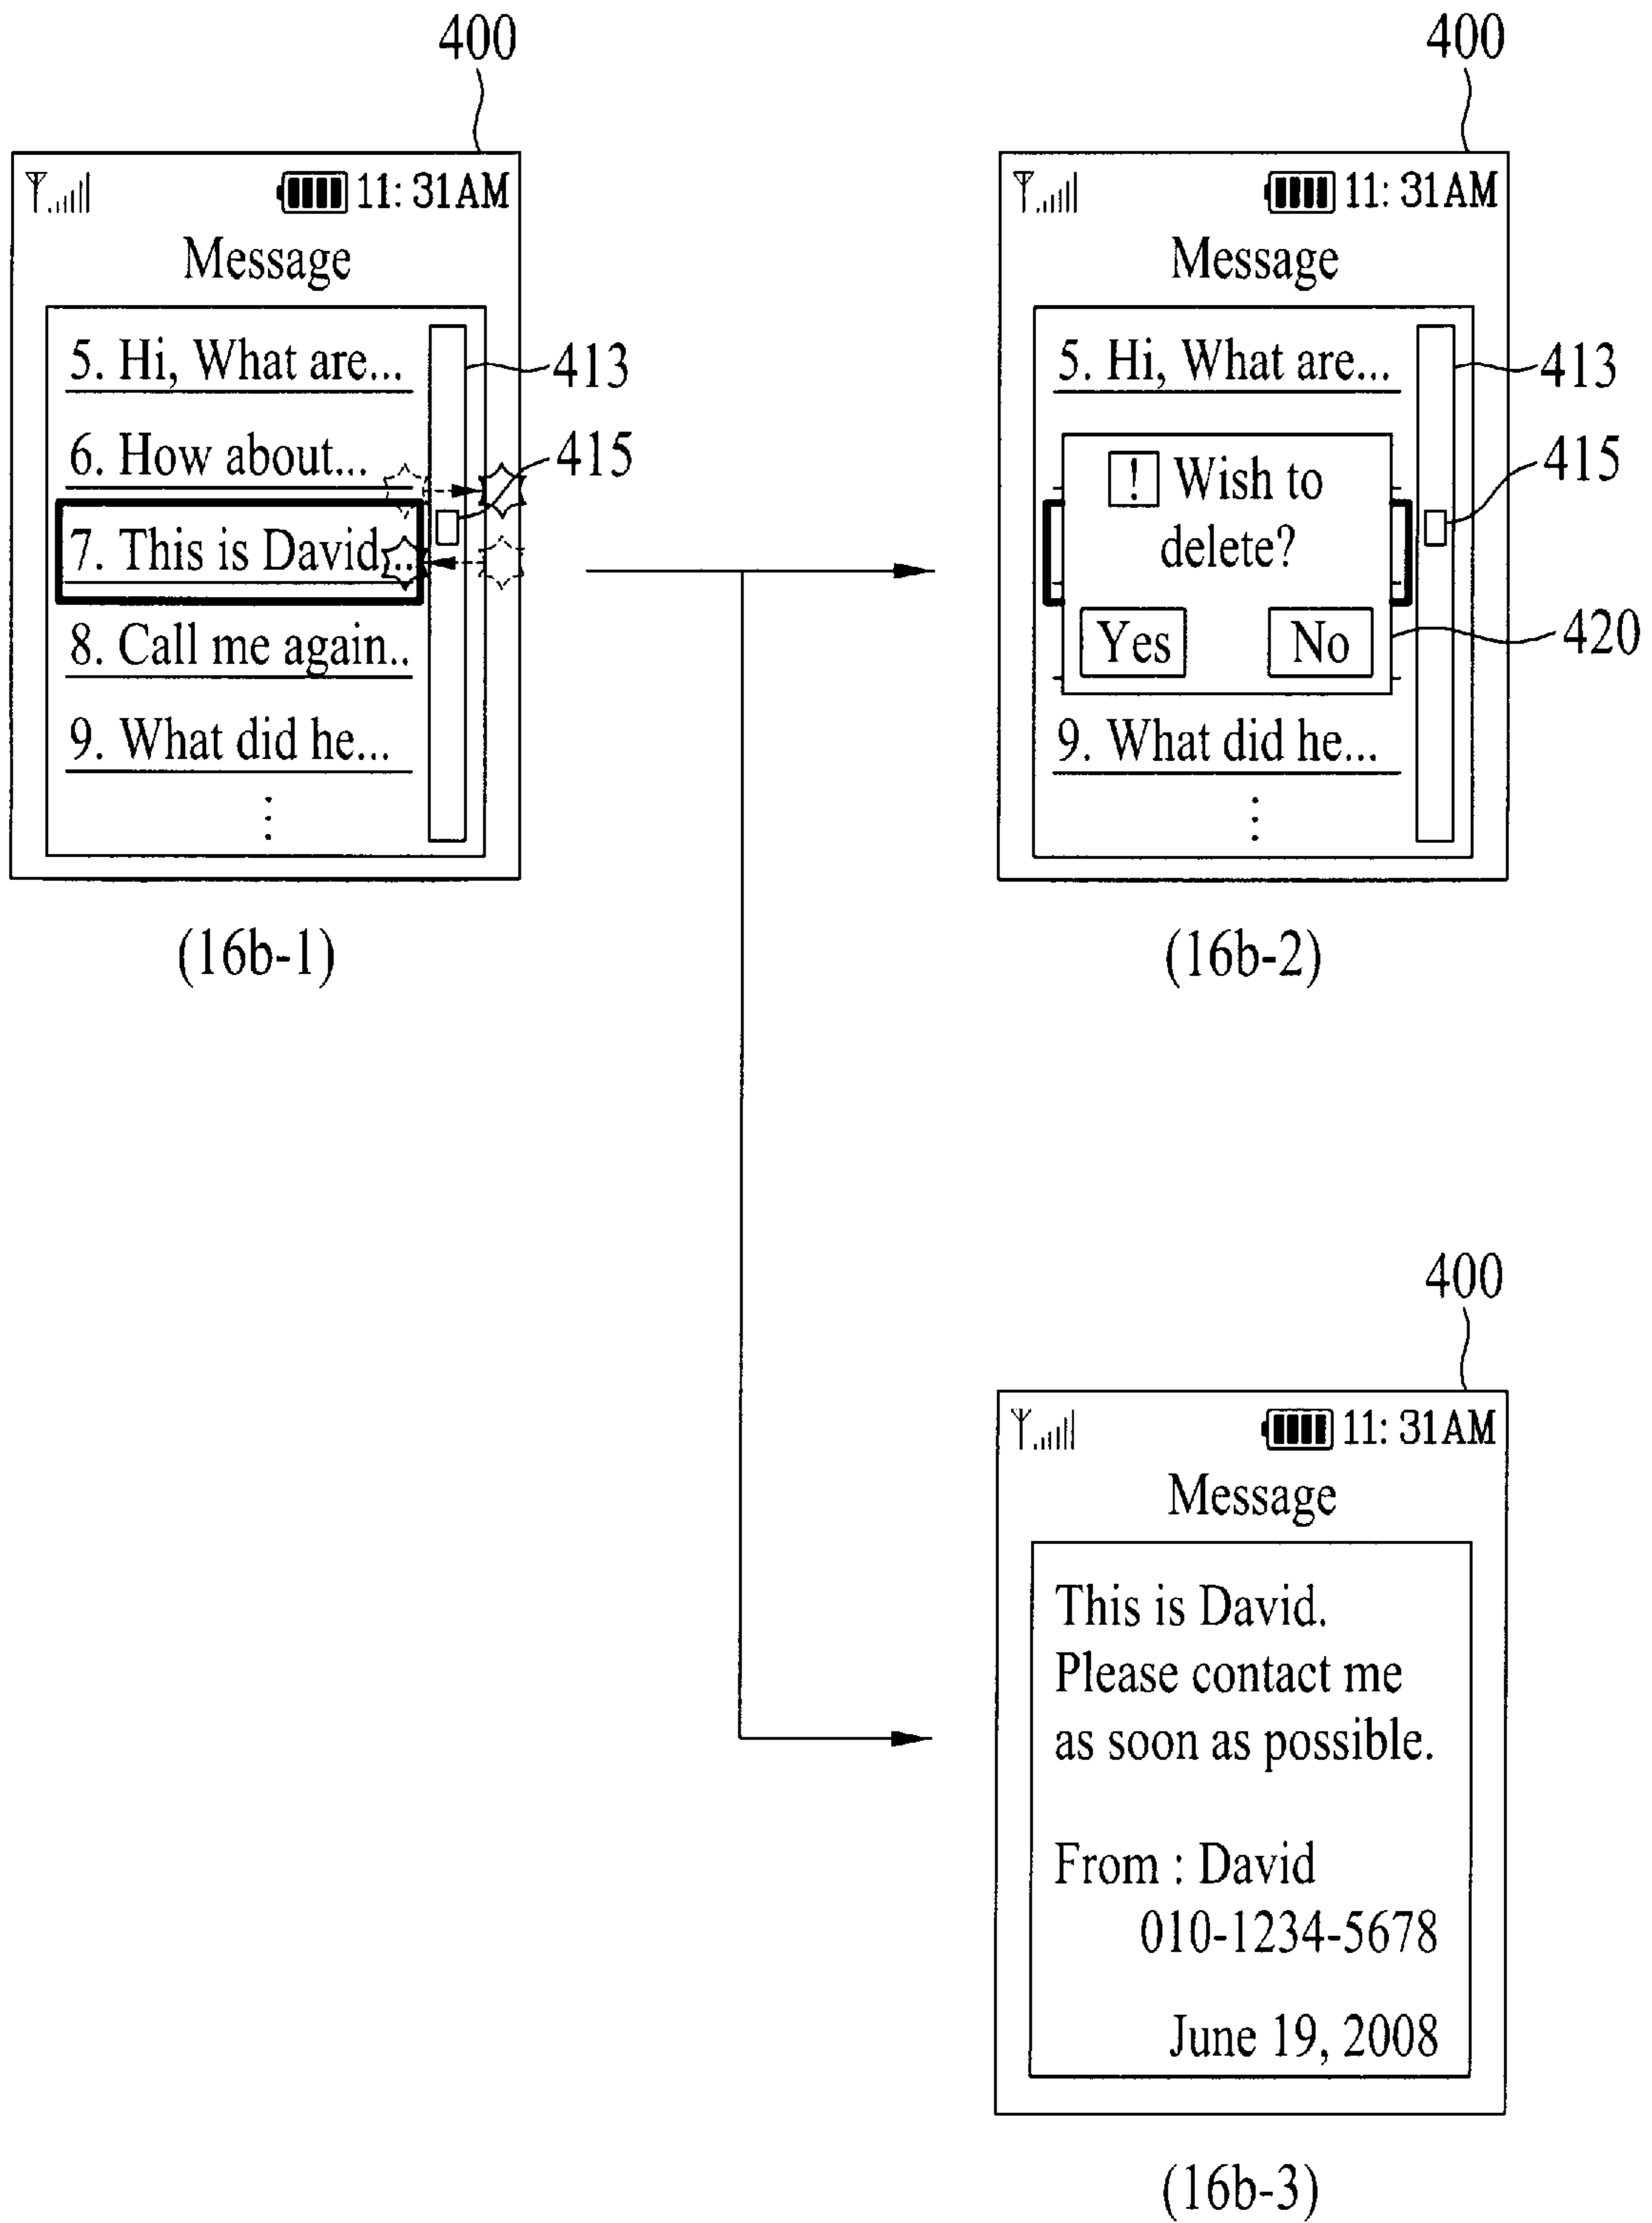 400
11: 31AM
Message
5. Hi, What are...
413
6. How about...
415
7. This is David...
8. Call me again..
9. What did he...
(16b-1)
400
11: 31AM
Message
5. Hi, What are...
413
! Wish to
415
delete?
Yes No
420
9. What did he...
(16b-2)
400
11: 31AM
Message
This is David.
Please contact me
as soon as possible.
From : David
010-1234-5678
June 19, 2008
(16b-3)